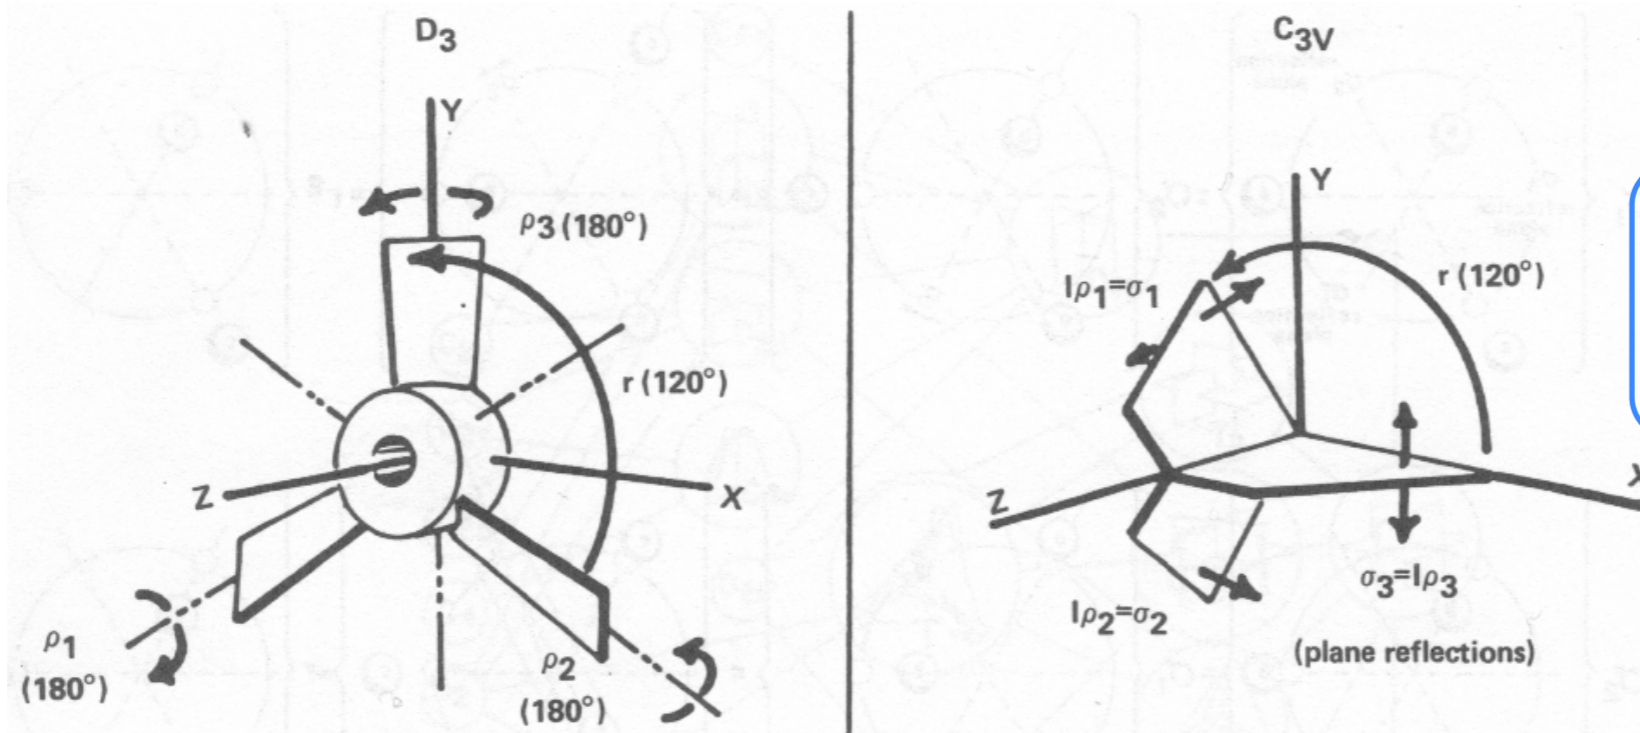 D3
Y
ρ3 (180°)
r (120°)
Z
X
ρ1
(180°)
ρ2
(180°)
C3V
Y
Iρ1=σ1
r (120°)
Z
X
σ3=Iρ3
Iρ2=σ2
(plane reflections)